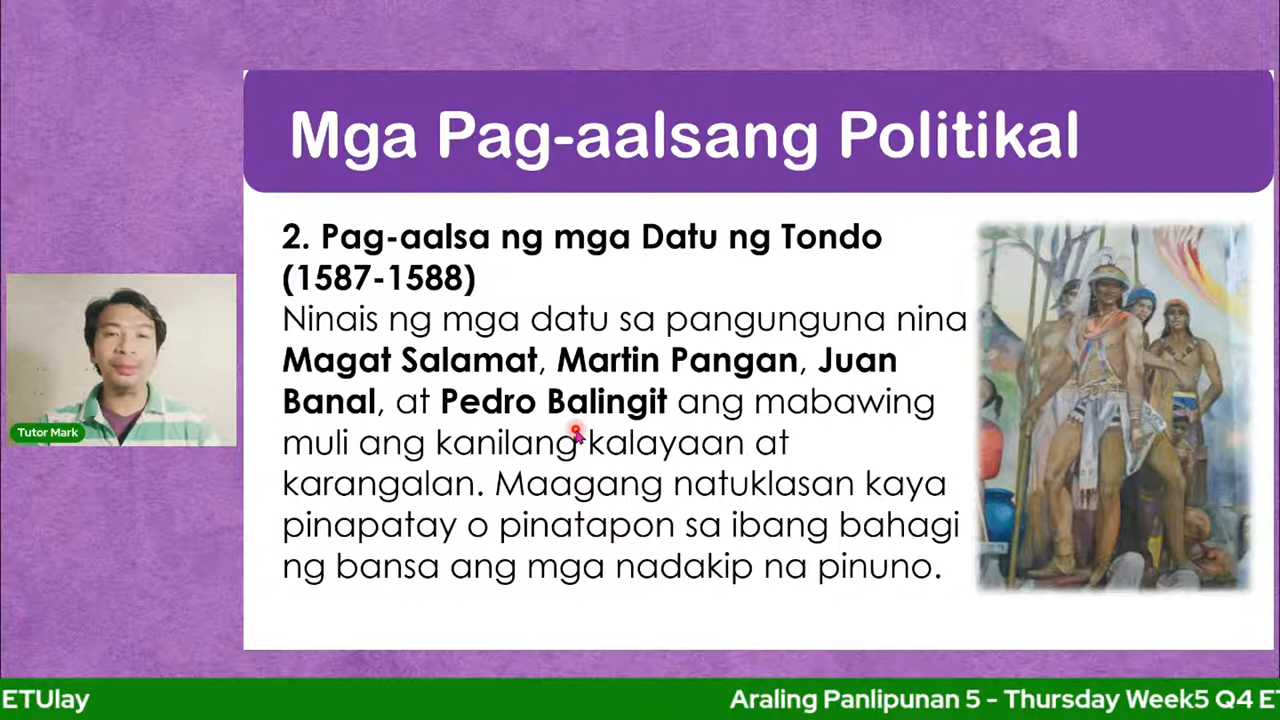 Mga Pag-aalsang Politikal
2. Pag-aalsa ng mga Datu ng Tondo
(1587-1588)
Ninais ng mga datu sa pangunguna nina
Magat Salamat, Martin Pangan, Juan
Banal, at Pedro Balingit ang mabawing
muli ang kanilang kalayaan at
karangalan. Maagang natuklasan kaya
pinapatay o pinatapon sa ibang bahagi
ng bansa ang mga nadakip na pinuno.
Tutor Mark
ETUlay
Araling Panlipunan 5 - Thursday Week5 Q4 ET